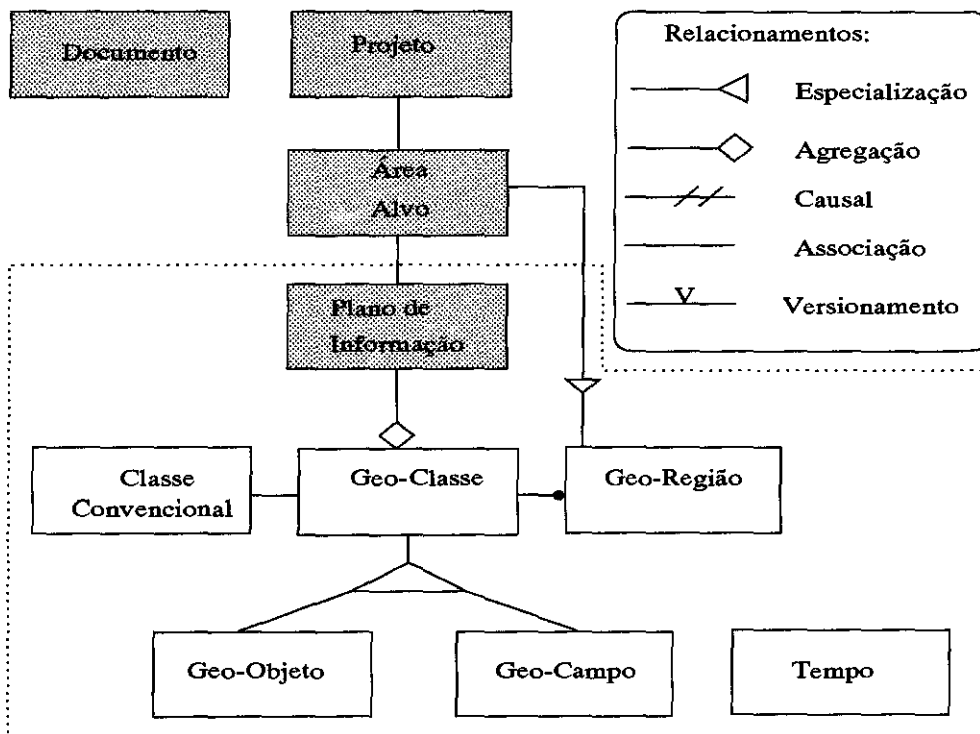 Documento
Projeto
Área
Alvo
Plano de
Informação
Relacionamentos:
Especialização
Agregação
Causal
Associação
V
Versionamento
Classe
Convencional
Geo-Classe
Geo-Região
Geo-Objeto
Geo-Campo
Tempo